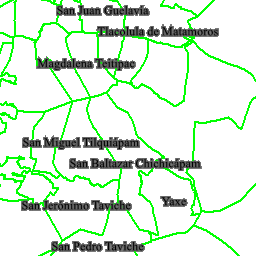 San Juan Guelavía
Tlacolula de Matamoros
Magdalena Teitipac
San Miguel Tilquiápam
San Baltazar Chichicápam
San Jerónimo Taviche
Yaxe
San Pedro Taviche